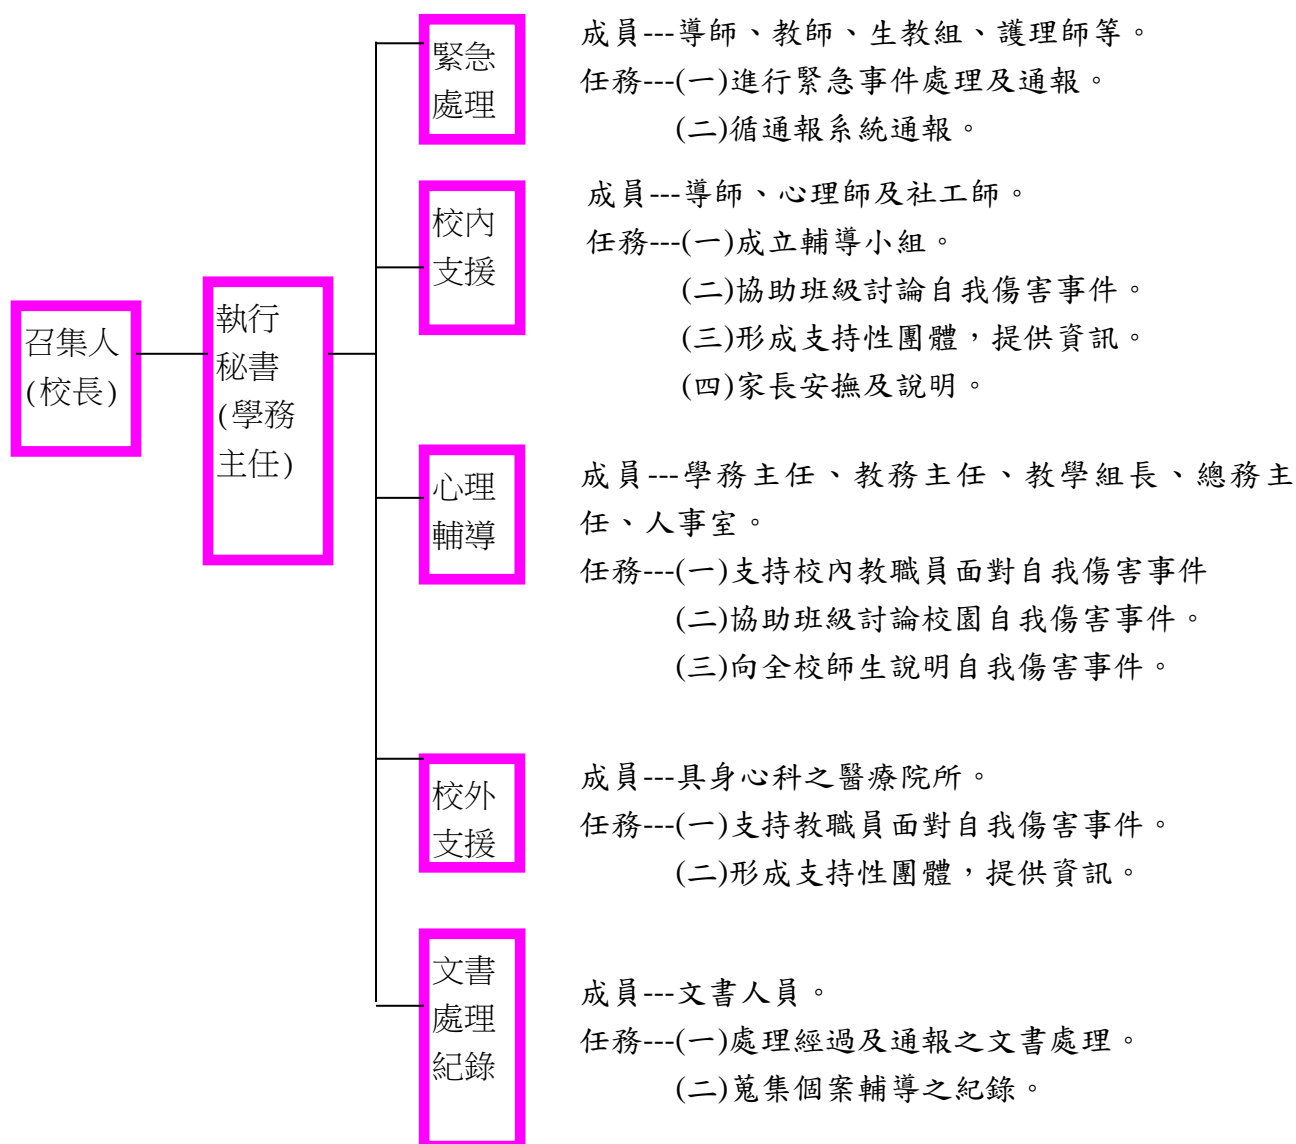 召集人
(校長)
執行
秘書
(學務
主任)
緊急
處理
成員---導師、教師、生教組、護理師等。
任務---(一)進行緊急事件處理及通報。
(二)循通報系統通報。
校內
支援
成員---導師、心理師及社工師。
任務---(一)成立輔導小組。
(二)協助班級討論自我傷害事件。
(三)形成支持性團體，提供資訊。
(四)家長安撫及說明。
心理
輔導
成員---學務主任、教務主任、教學組長、總務主
任、人事室。
任務---(一)支持校內教職員面對自我傷害事件
(二)協助班級討論校園自我傷害事件。
(三)向全校師生說明自我傷害事件。
校外
支援
成員---具身心科之醫療院所。
任務---(一)支持教職員面對自我傷害事件。
(二)形成支持性團體，提供資訊。
文書
處理
紀錄
成員---文書人員。
任務---(一)處理經過及通報之文書處理。
(二)蒐集個案輔導之紀錄。